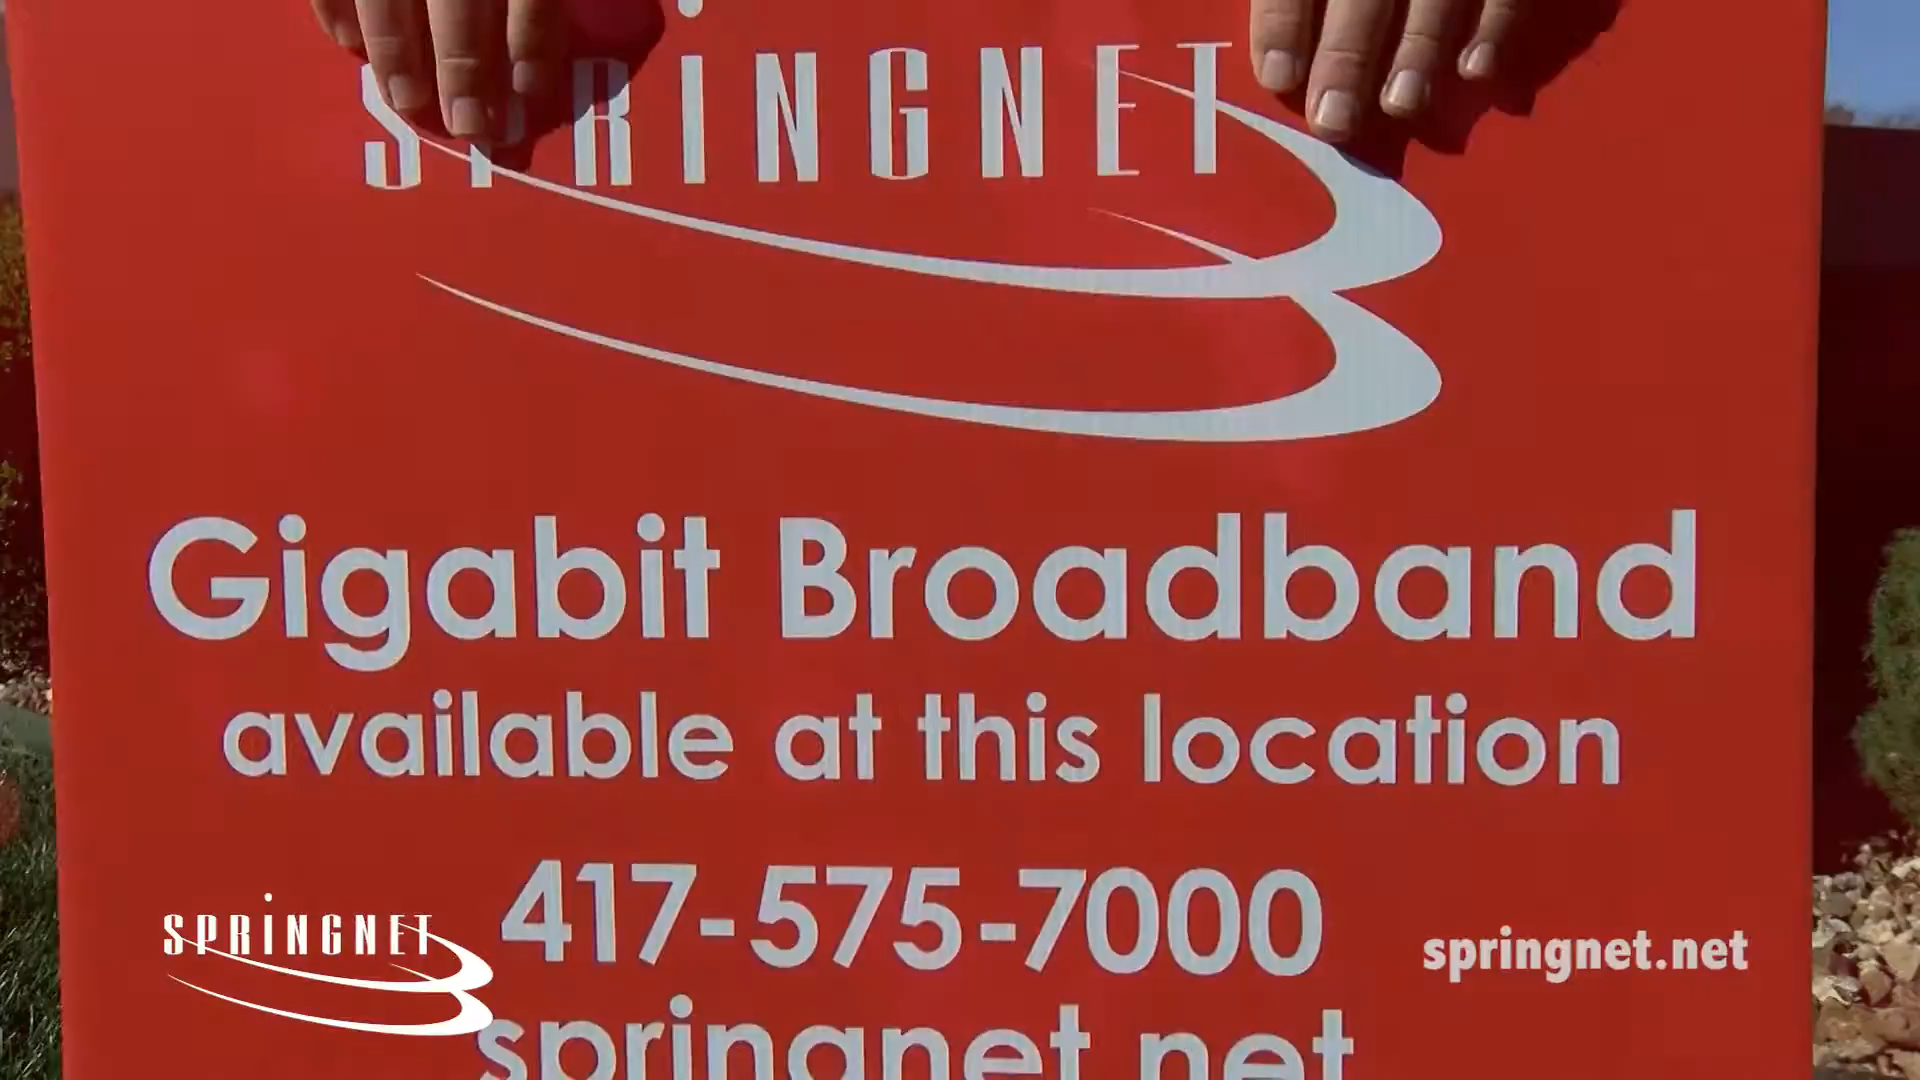 SPRINGNET
Gigabit Broadband
available at this location
417-575-7000
SPRINGNET
springnet.net
springnet.net